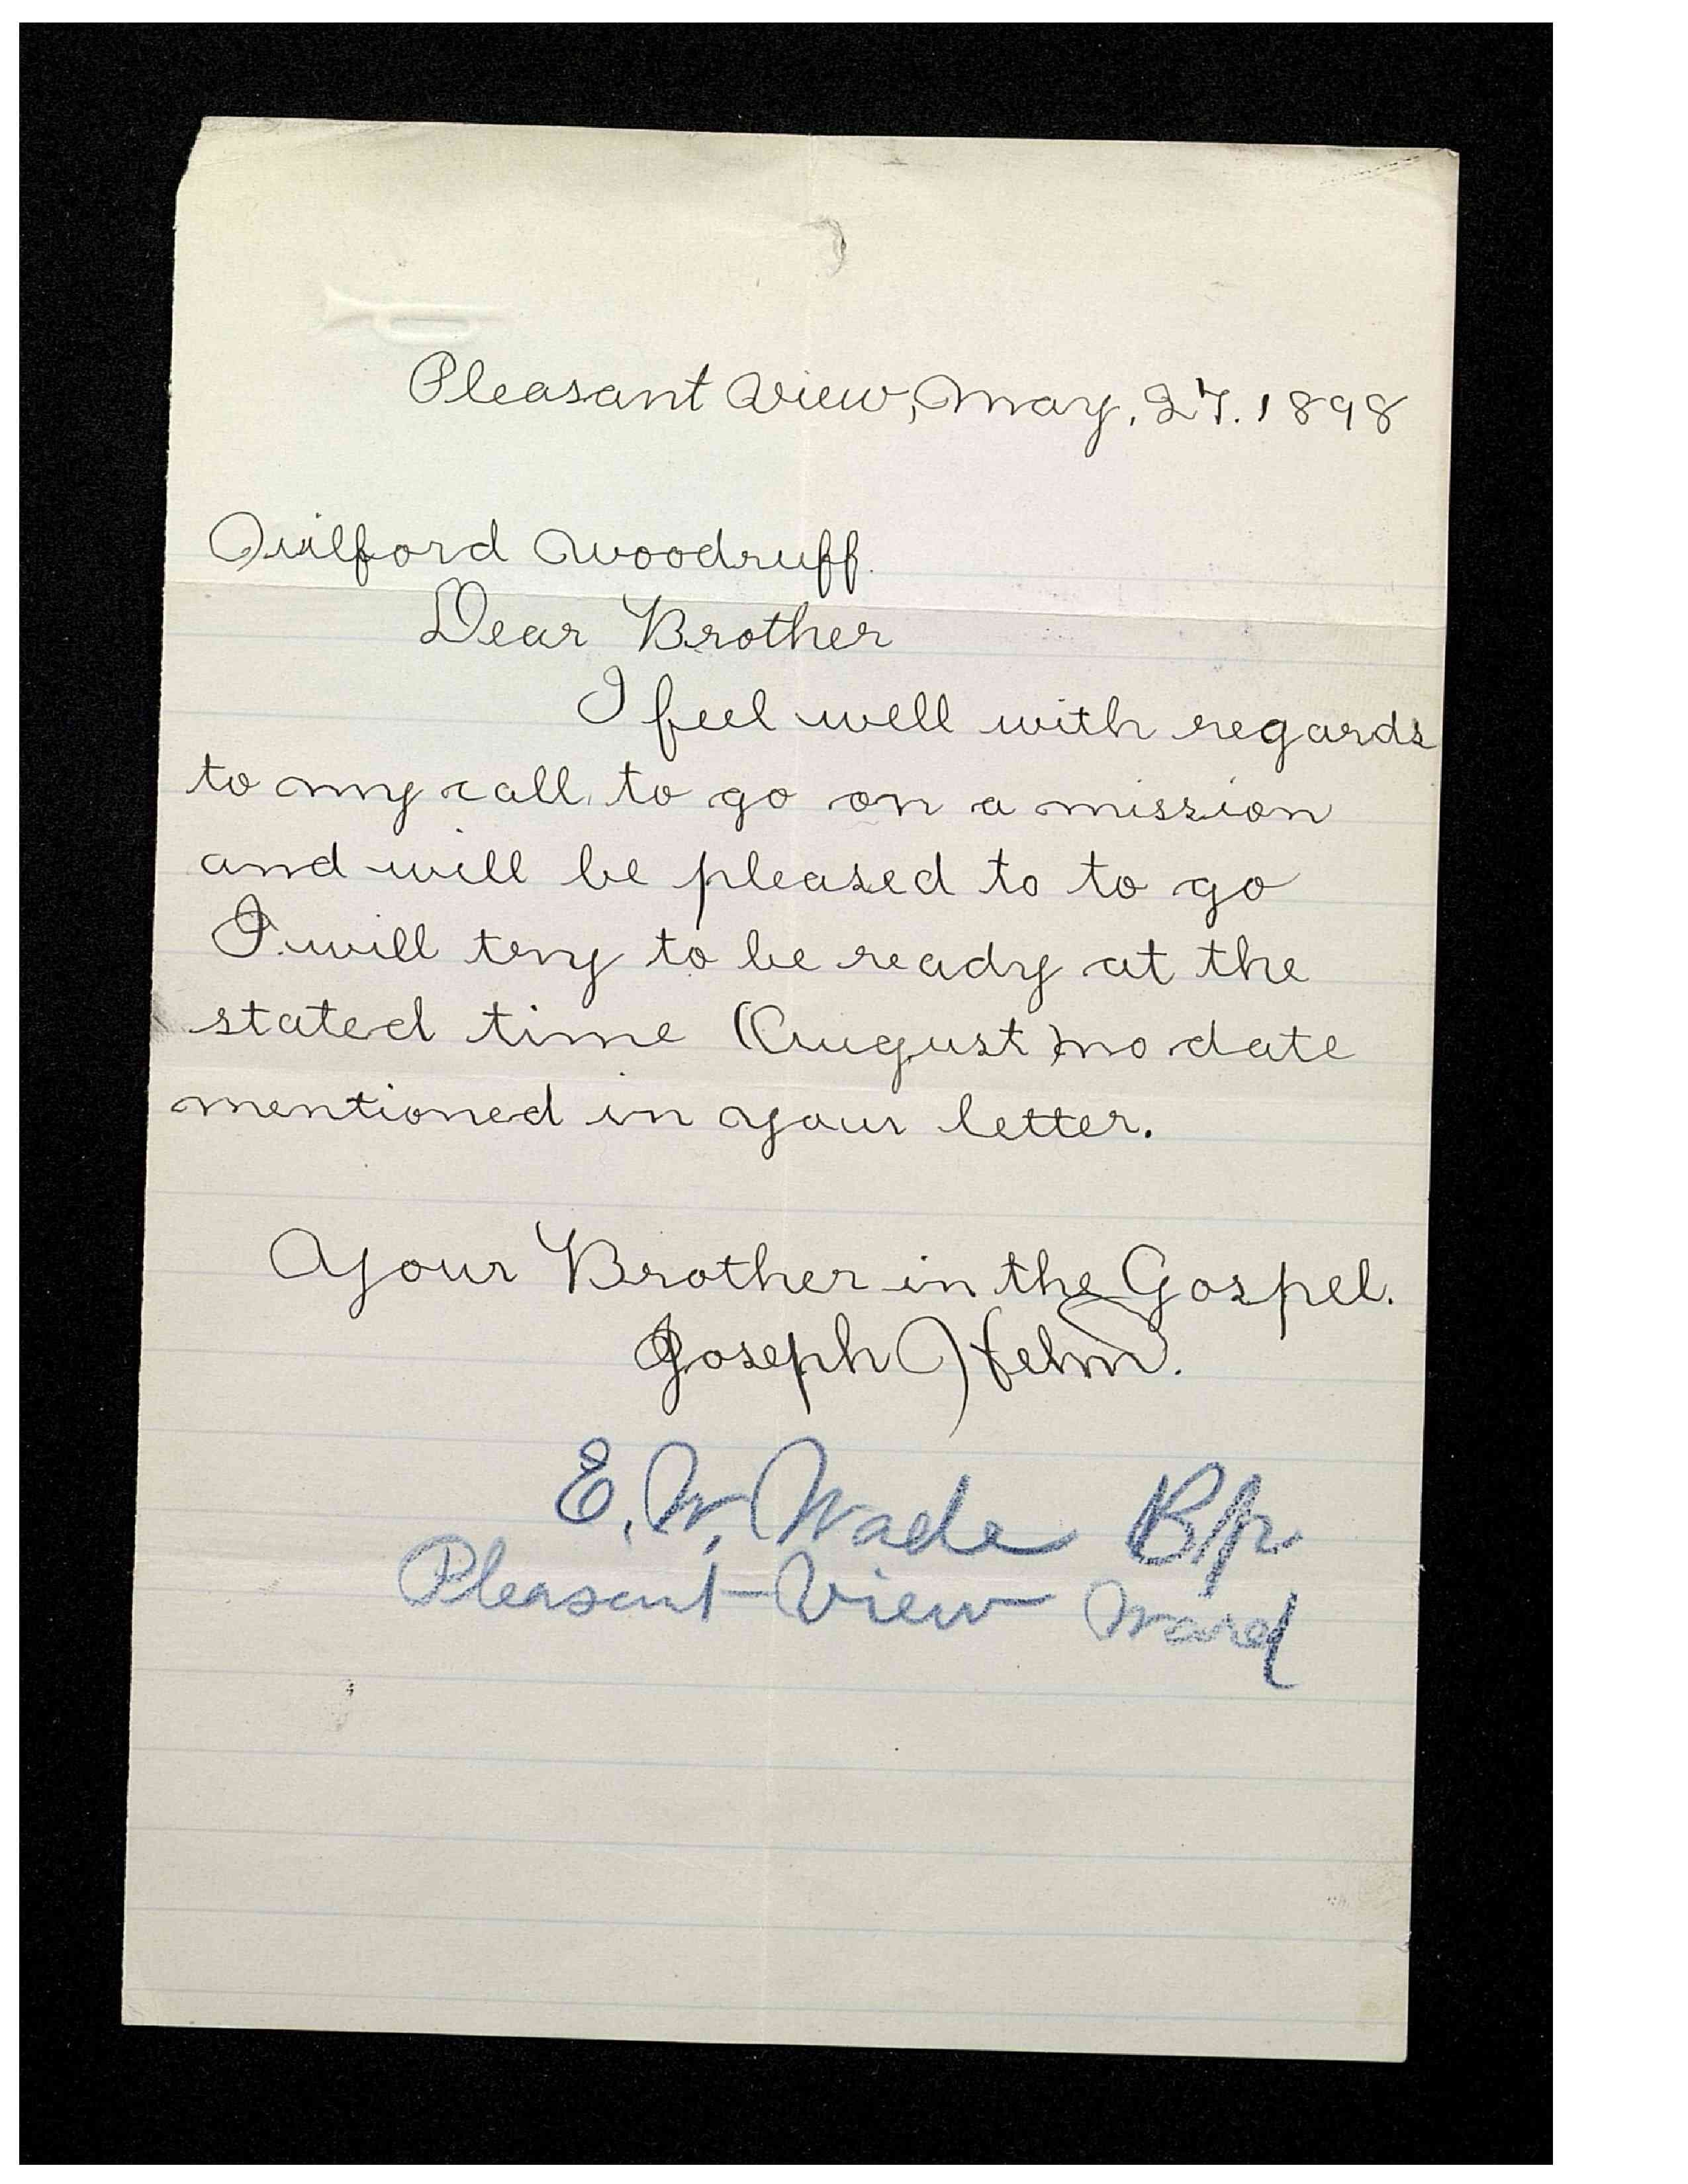 Pleasant View, May, 27. 1898
Wilford Woodruff.
Dear Brother
I feel well with regards
to my call, to go on a mission
and will be pleased to to go
I will try to be ready at the
stated time (August) no date
mentioned in your letter.
Your Brother in the Gospel.
Joseph Helm.
E. W. Wade Bp
Pleasant View Ward